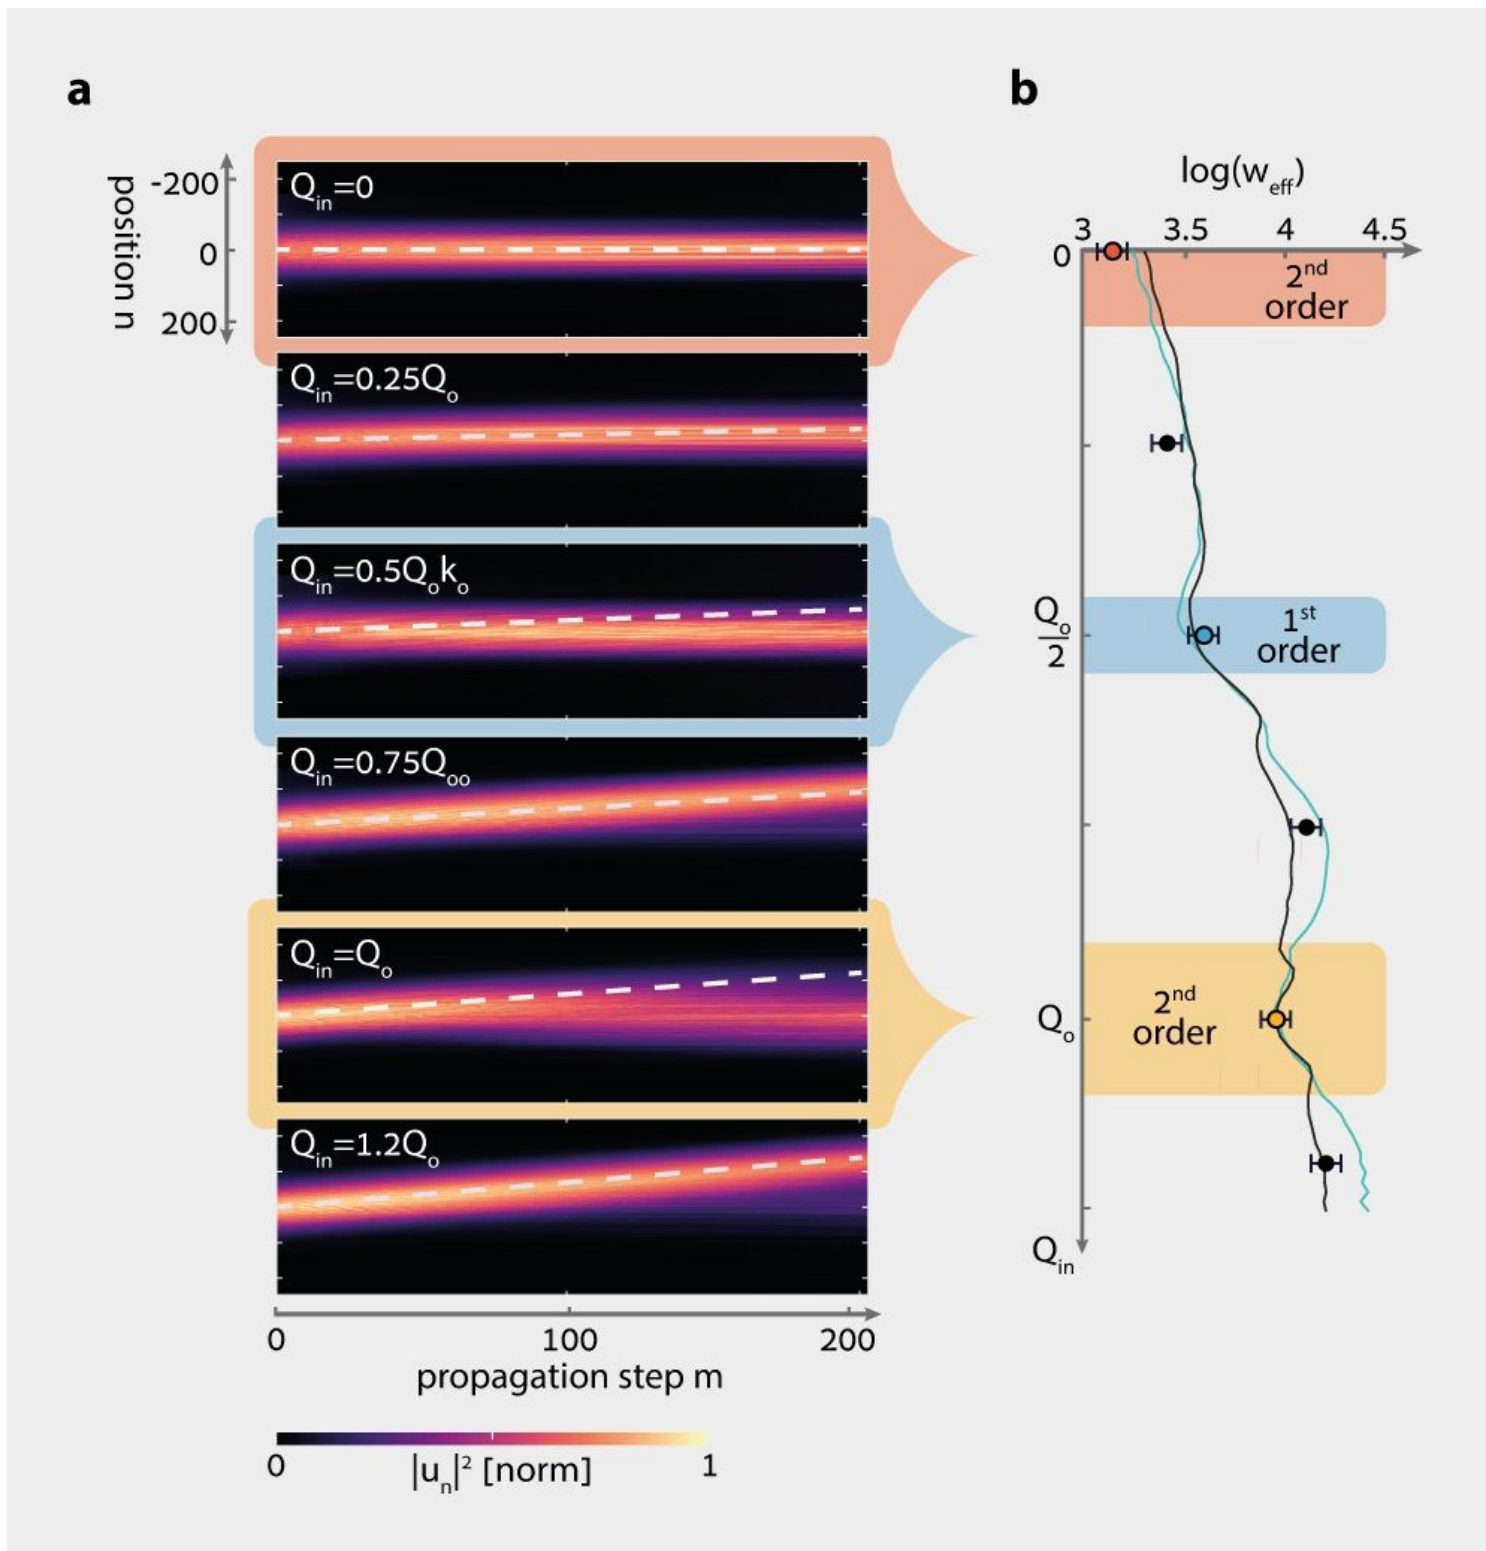 a
position n
-200
0
200
Q_in=0
Q_in=0.25Q_o
Q_in=0.5Q_o k_o
Q_in=0.75Q_oo
Q_in=Q_o
Q_in=1.2Q_o
0 100 200
propagation step m
0 |u_n|² [norm] 1
b
log(w_eff)
3 3.5 4 4.5
0
2nd
order
Q_o/2
1st
order
Q_o
2nd
order
Q_in